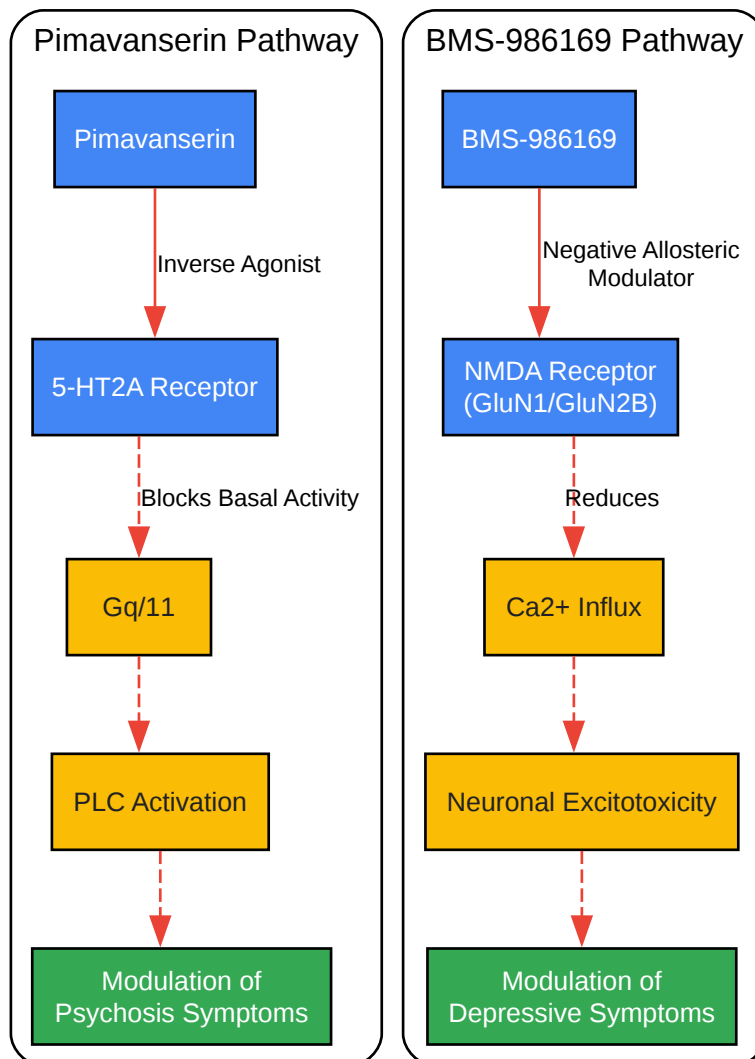 Pimavanserin Pathway
Pimavanserin
Inverse Agonist
5-HT2A Receptor
Blocks Basal Activity
Gq/11
PLC Activation
Modulation of
Psychosis Symptoms
BMS-986169 Pathway
BMS-986169
Negative Allosteric
Modulator
NMDA Receptor
(GluN1/GluN2B)
Reduces
Ca2+ Influx
Neuronal Excitotoxicity
Modulation of
Depressive Symptoms